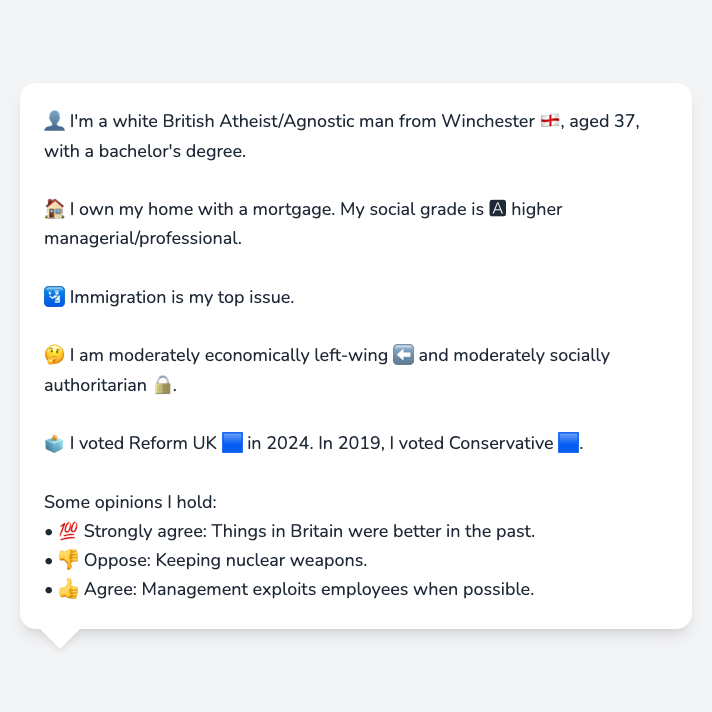 👤 I'm a white British Atheist/Agnostic man from Winchester 🏴󠁧󠁢󠁥󠁮󠁧󠁿, aged 37,
with a bachelor's degree.
🏠 I own my home with a mortgage. My social grade is 🅰 higher
managerial/professional.
🛂 Immigration is my top issue.
🤔 I am moderately economically left-wing ⬅️ and moderately socially
authoritarian 🔒.
🗳️ I voted Reform UK 🟦 in 2024. In 2019, I voted Conservative 🟦.
Some opinions I hold:
• 💯 Strongly agree: Things in Britain were better in the past.
• 👎 Oppose: Keeping nuclear weapons.
• 👍 Agree: Management exploits employees when possible.